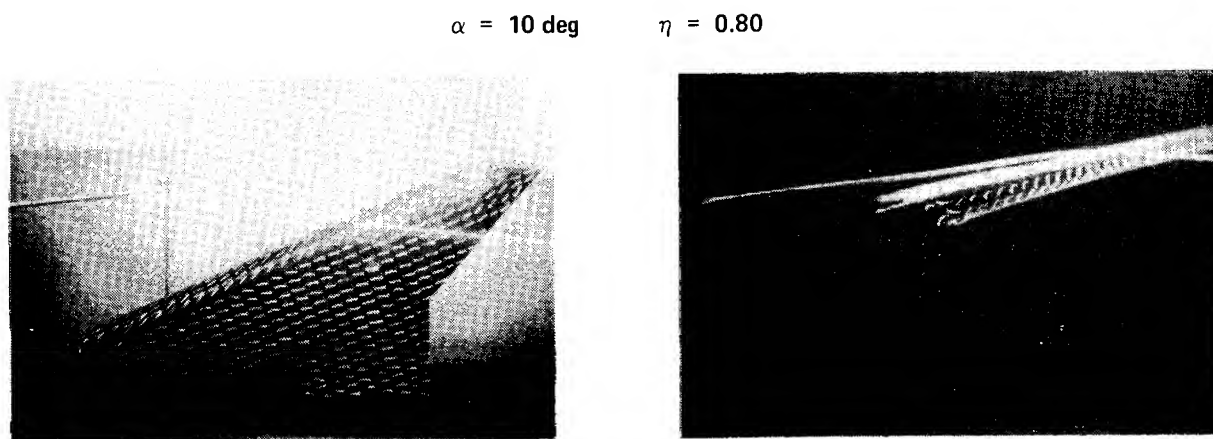 α = 10 deg η = 0.80